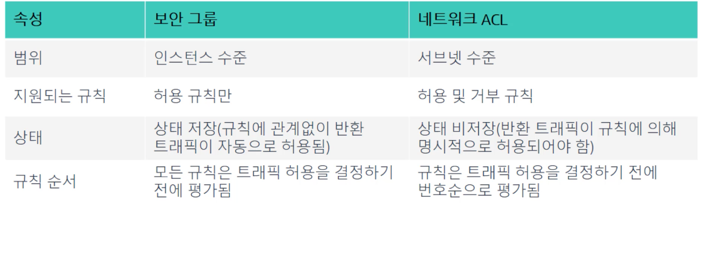 속성 보안 그룹 네트워크 ACL
범위 인스턴스 수준 서브넷 수준
지원되는 규칙 허용 규칙만 허용 및 거부 규칙
상태 상태 저장(규칙에 관계없이 반환 트래픽이 자동으로 허용됨) 상태 비저장(반환 트래픽이 규칙에 의해 명시적으로 허용되어야 함)
규칙 순서 모든 규칙은 트래픽 허용을 결정하기 전에 평가됨 규칙은 트래픽 허용을 결정하기 전에 번호순으로 평가됨